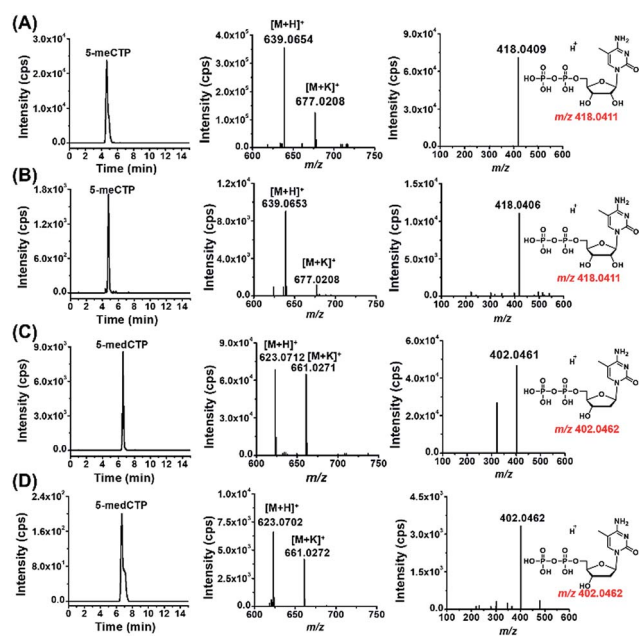 (A)
5-meCTP
Intensity (cps)
3.0x10⁴
2.0x10⁴
1.0x10⁴
0.0
0 2 4 6 8 10 12 14
Time (min)
[M+H]⁺
639.0654
[M+K]⁺
677.0208
Intensity (cps)
4.0x10⁵
3.0x10⁵
2.0x10⁵
1.0x10⁵
0.0
600 650 700 750
m/z
418.0409
Intensity (cps)
8.0x10⁴
6.0x10⁴
4.0x10⁴
2.0x10⁴
0.0
100 200 300 400 500 600
m/z
H⁺
m/z 418.0411
(B)
5-meCTP
Intensity (cps)
1.8x10³
1.2x10³
6.0x10²
0.0
0 2 4 6 8 10 12 14
Time (min)
[M+H]⁺
639.0653
[M+K]⁺
677.0208
Intensity (cps)
1.2x10⁴
9.0x10³
6.0x10³
3.0x10³
0.0
600 650 700 750
m/z
418.0406
Intensity (cps)
1.5x10⁴
1.0x10⁴
5.0x10³
0.0
100 200 300 400 500 600
m/z
H⁺
m/z 418.0411
(C)
5-medCTP
Intensity (cps)
9.0x10³
6.0x10³
3.0x10³
0.0
0 2 4 6 8 10 12 14
Time (min)
[M+H]⁺
623.0712
[M+K]⁺
661.0271
Intensity (cps)
9.0x10⁴
6.0x10⁴
3.0x10⁴
0.0
600 650 700 750
m/z
402.0461
Intensity (cps)
6.0x10⁴
4.0x10⁴
2.0x10⁴
0.0
100 200 300 400 500 600
m/z
H⁺
m/z 402.0462
(D)
5-medCTP
Intensity (cps)
2.4x10³
1.6x10³
8.0x10²
0.0
0 2 4 6 8 10 12 14
Time (min)
[M+H]⁺
623.0702
[M+K]⁺
661.0272
Intensity (cps)
1.0x10⁴
7.5x10³
5.0x10³
2.5x10³
0.0
600 650 700 750
m/z
402.0462
Intensity (cps)
4.5x10³
3.0x10³
1.5x10³
0.0
100 200 300 400 500 600
m/z
H⁺
m/z 402.0462